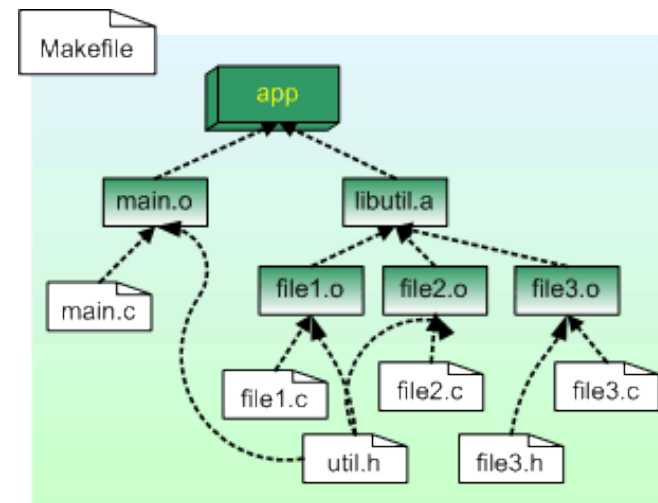 Makefile
app
main.o
libutil.a
main.c
file1.o
file2.o
file3.o
file1.c
file2.c
file3.c
util.h
file3.h